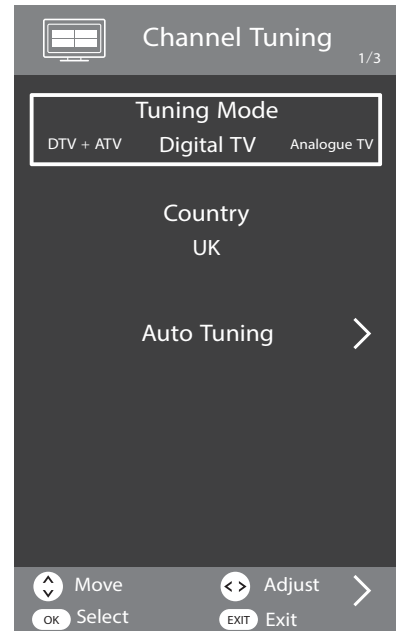 Channel Tuning
1/3
Tuning Mode
DTV + ATV Digital TV Analogue TV
Country
UK
Auto Tuning
Move Adjust
OK Select EXIT Exit